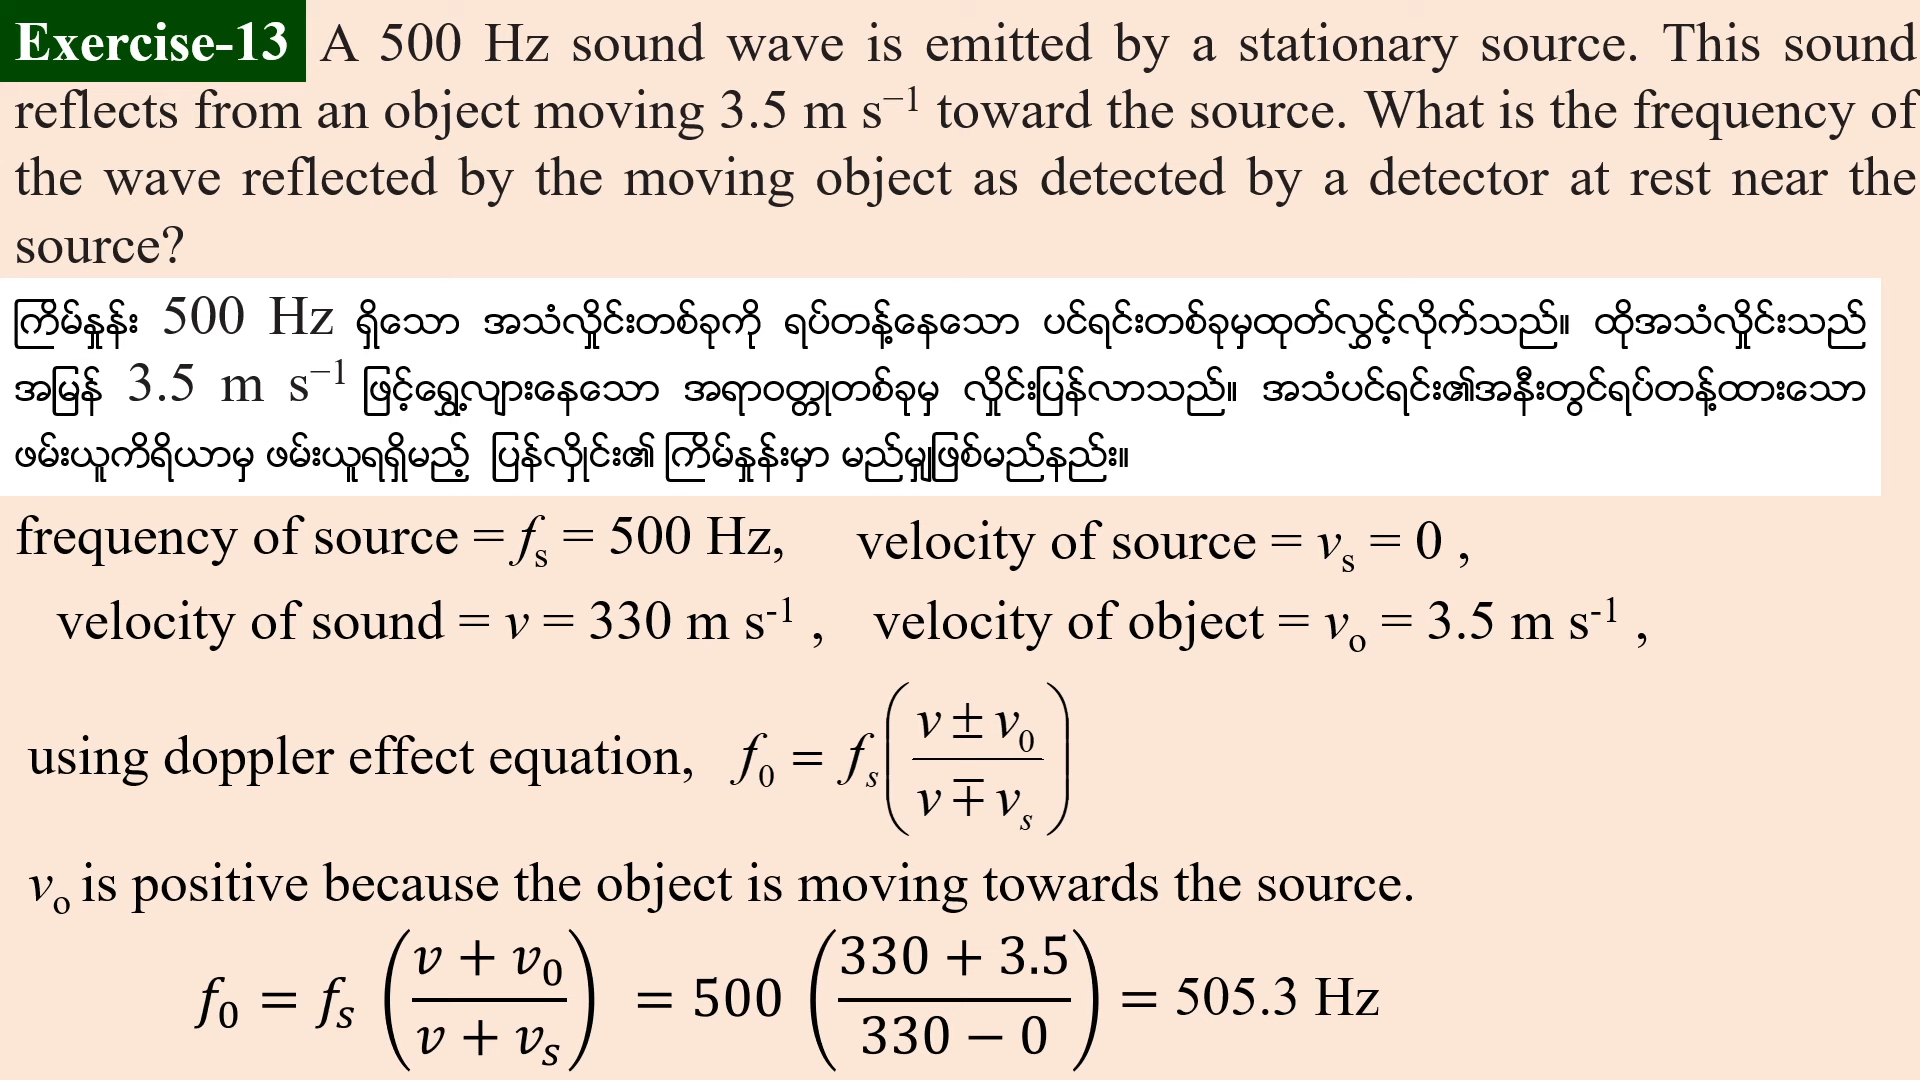 Exercise-13 A 500 Hz sound wave is emitted by a stationary source. This sound
reflects from an object moving 3.5 m s⁻¹ toward the source. What is the frequency of
the wave reflected by the moving object as detected by a detector at rest near the
source?
ကြိမ်နှုန်း 500 Hz ရှိသော အသံလှိုင်းတစ်ခုကို ရပ်တန့်နေသော ပင်ရင်းတစ်ခုမှထုတ်လွှင့်လိုက်သည်။ ထိုအသံလှိုင်းသည်
အမြန် 3.5 m s⁻¹ ဖြင့်ရွေ့လျားနေသော အရာဝတ္တုတစ်ခုမှ လှိုင်းပြန်လာသည်။ အသံပင်ရင်း၏အနီးတွင်ရပ်တန့်ထားသော
ဖမ်းယူကိရိယာမှ ဖမ်းယူရရှိမည့် ပြန်လှိုင်း၏ ကြိမ်နှုန်းမှာ မည်မျှဖြစ်မည်နည်း။
frequency of source = fₛ = 500 Hz, velocity of source = vₛ = 0 ,
velocity of sound = v = 330 m s⁻¹ , velocity of object = vₒ = 3.5 m s⁻¹ ,
using doppler effect equation, f₀ = fₛ((v ± v₀)/(v ∓ vₛ))
vₒ is positive because the object is moving towards the source.
f₀ = fₛ ((v + v₀)/(v + vₛ)) = 500 ((330 + 3.5)/(330 − 0)) = 505.3 Hz